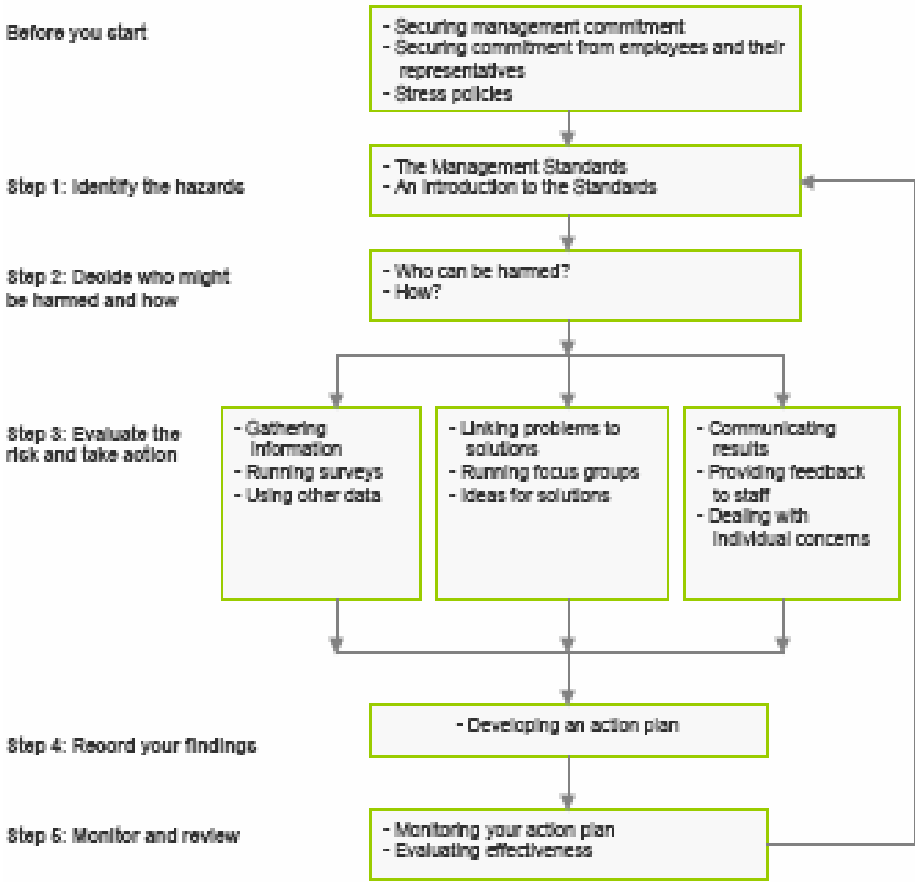 Before you start
- Securing management commitment
- Securing commitment from employees and their
representatives
- Stress policies
Step 1: Identify the hazards
- The Management Standards
- An Introduction to the Standards
Step 2: Decide who might
be harmed and how
- Who can be harmed?
- How?
Step 3: Evaluate the
risk and take action
- Gathering
information
- Running surveys
- Using other data
- Linking problems to
solutions
- Running focus groups
- Ideas for solutions
- Communicating
results
- Providing feedback
to staff
- Dealing with
individual concerns
Step 4: Record your findings
- Developing an action plan
Step 5: Monitor and review
- Monitoring your action plan
- Evaluating effectiveness